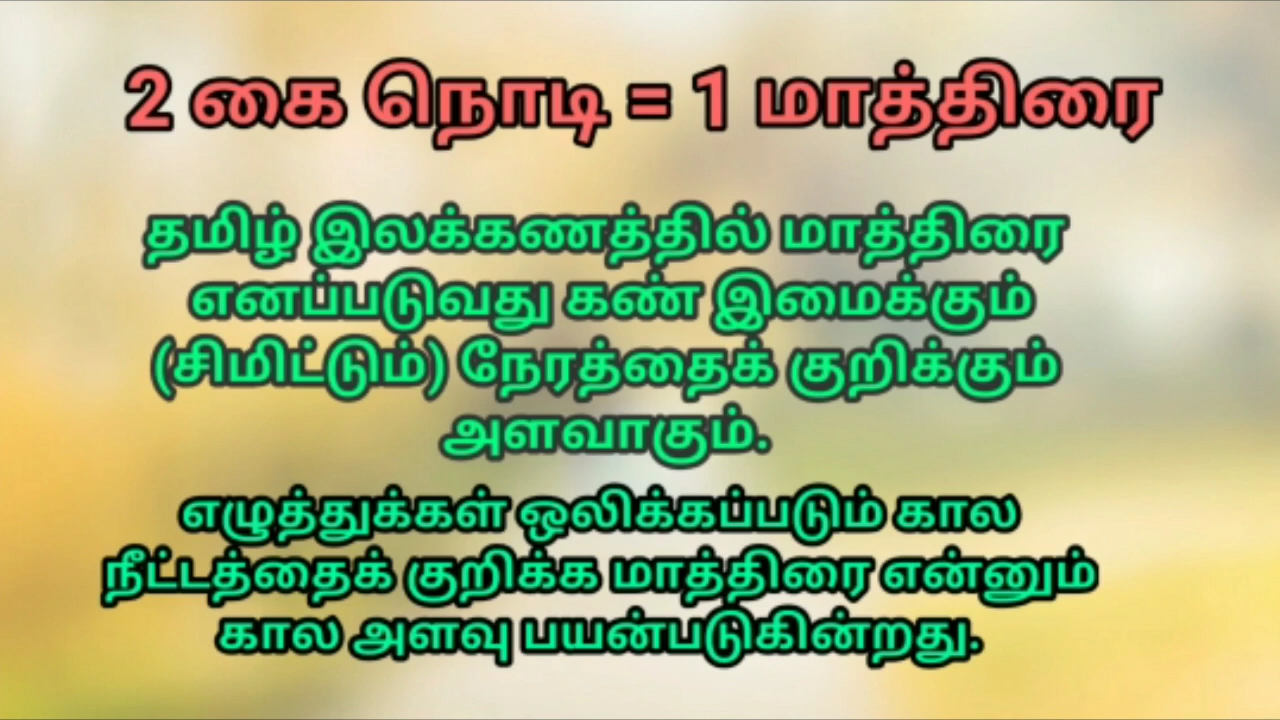 2 கை நொடி = 1 மாத்திரை
தமிழ் இலக்கணத்தில் மாத்திரை
எனப்படுவது கண் இமைக்கும்
(சிமிட்டும்) நேரத்தைக் குறிக்கும்
அளவாகும்.
எழுத்துக்கள் ஒலிக்கப்படும் கால
நீட்டத்தைக் குறிக்க மாத்திரை என்னும்
கால அளவு பயன்படுகின்றது.